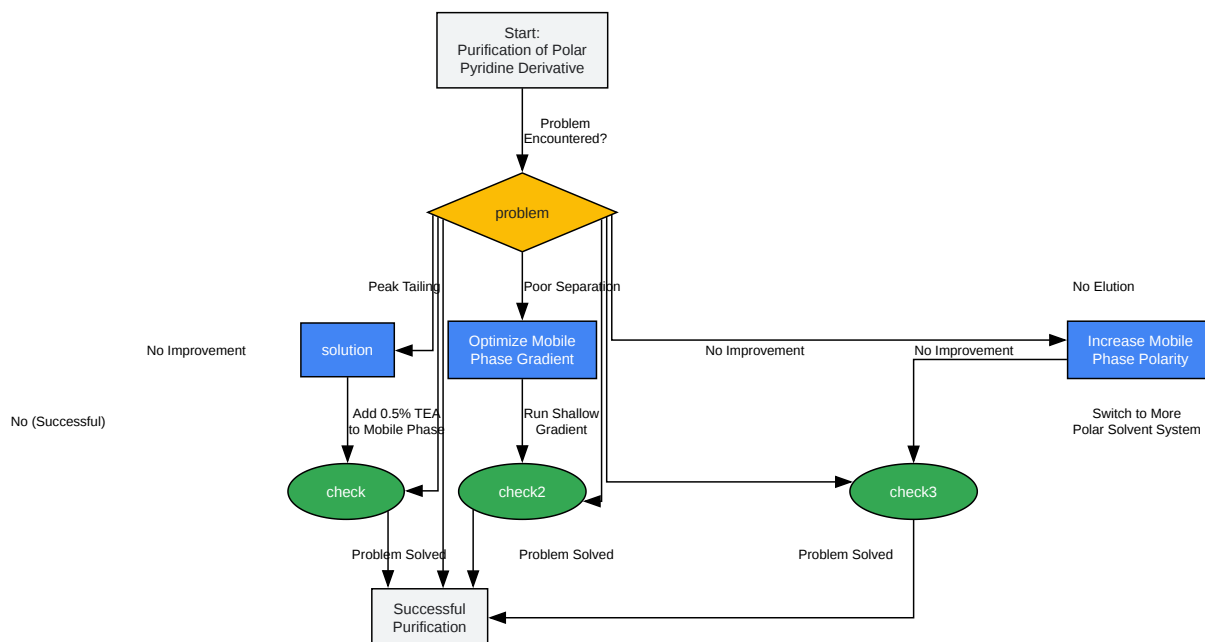 Start:
Purification of Polar
Pyridine Derivative
Problem
Encountered?
problem
Peak Tailing
Poor Separation
No Elution
No Improvement
solution
Optimize Mobile
Phase Gradient
No Improvement
No Improvement
Increase Mobile
Phase Polarity
No (Successful)
Add 0.5% TEA
to Mobile Phase
Run Shallow
Gradient
Switch to More
Polar Solvent System
check
check2
check3
Problem Solved
Problem Solved
Problem Solved
Successful
Purification